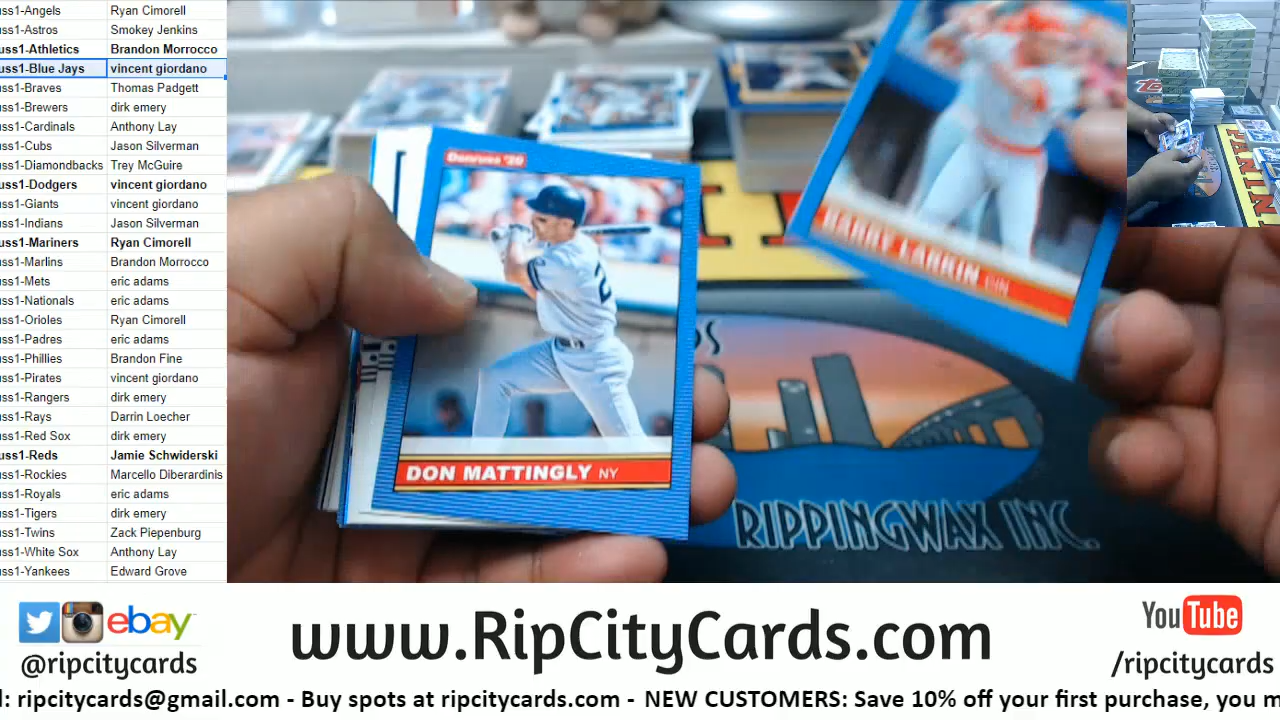 uss1-Angels Ryan Cimorell
uss1-Astros Smokey Jenkins
uss1-Athletics Brandon Morrocco
uss1-Blue Jays vincent giordano
uss1-Braves Thomas Padgett
uss1-Brewers dirk emery
uss1-Cardinals Anthony Lay
uss1-Cubs Jason Silverman
uss1-Diamondbacks Trey McGuire
uss1-Dodgers vincent giordano
uss1-Giants vincent giordano
uss1-Indians Jason Silverman
uss1-Mariners Ryan Cimorell
uss1-Marlins Brandon Morrocco
uss1-Mets eric adams
uss1-Nationals eric adams
uss1-Orioles Ryan Cimorell
uss1-Padres eric adams
uss1-Phillies Brandon Fine
uss1-Pirates vincent giordano
uss1-Rangers dirk emery
uss1-Rays Darrin Loecher
uss1-Red Sox dirk emery
uss1-Reds Jamie Schwiderski
uss1-Rockies Marcello Diberardinis
uss1-Royals eric adams
uss1-Tigers dirk emery
uss1-Twins Zack Piepenburg
uss1-White Sox Anthony Lay
uss1-Yankees Edward Grove
Donruss '20
2
DON MATTINGLY NY
BARRY LARKIN CIN
PANINI
DS
RIPPINGWAX INC.
ebay
@ripcitycards
www.RipCityCards.com
YouTube
/ripcitycards
l: ripcitycards@gmail.com - Buy spots at ripcitycards.com - NEW CUSTOMERS: Save 10% off your first purchase, you m